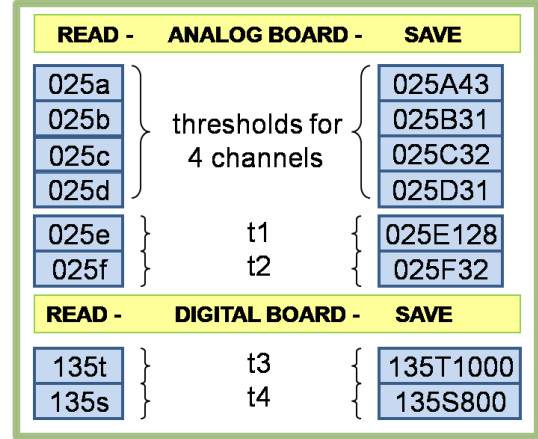 READ - ANALOG BOARD - SAVE
025a 025A43
025b thresholds for 025B31
025c 4 channels 025C32
025d 025D31
025e t1 025E128
025f t2 025F32
READ - DIGITAL BOARD - SAVE
135t t3 135T1000
135s t4 135S800